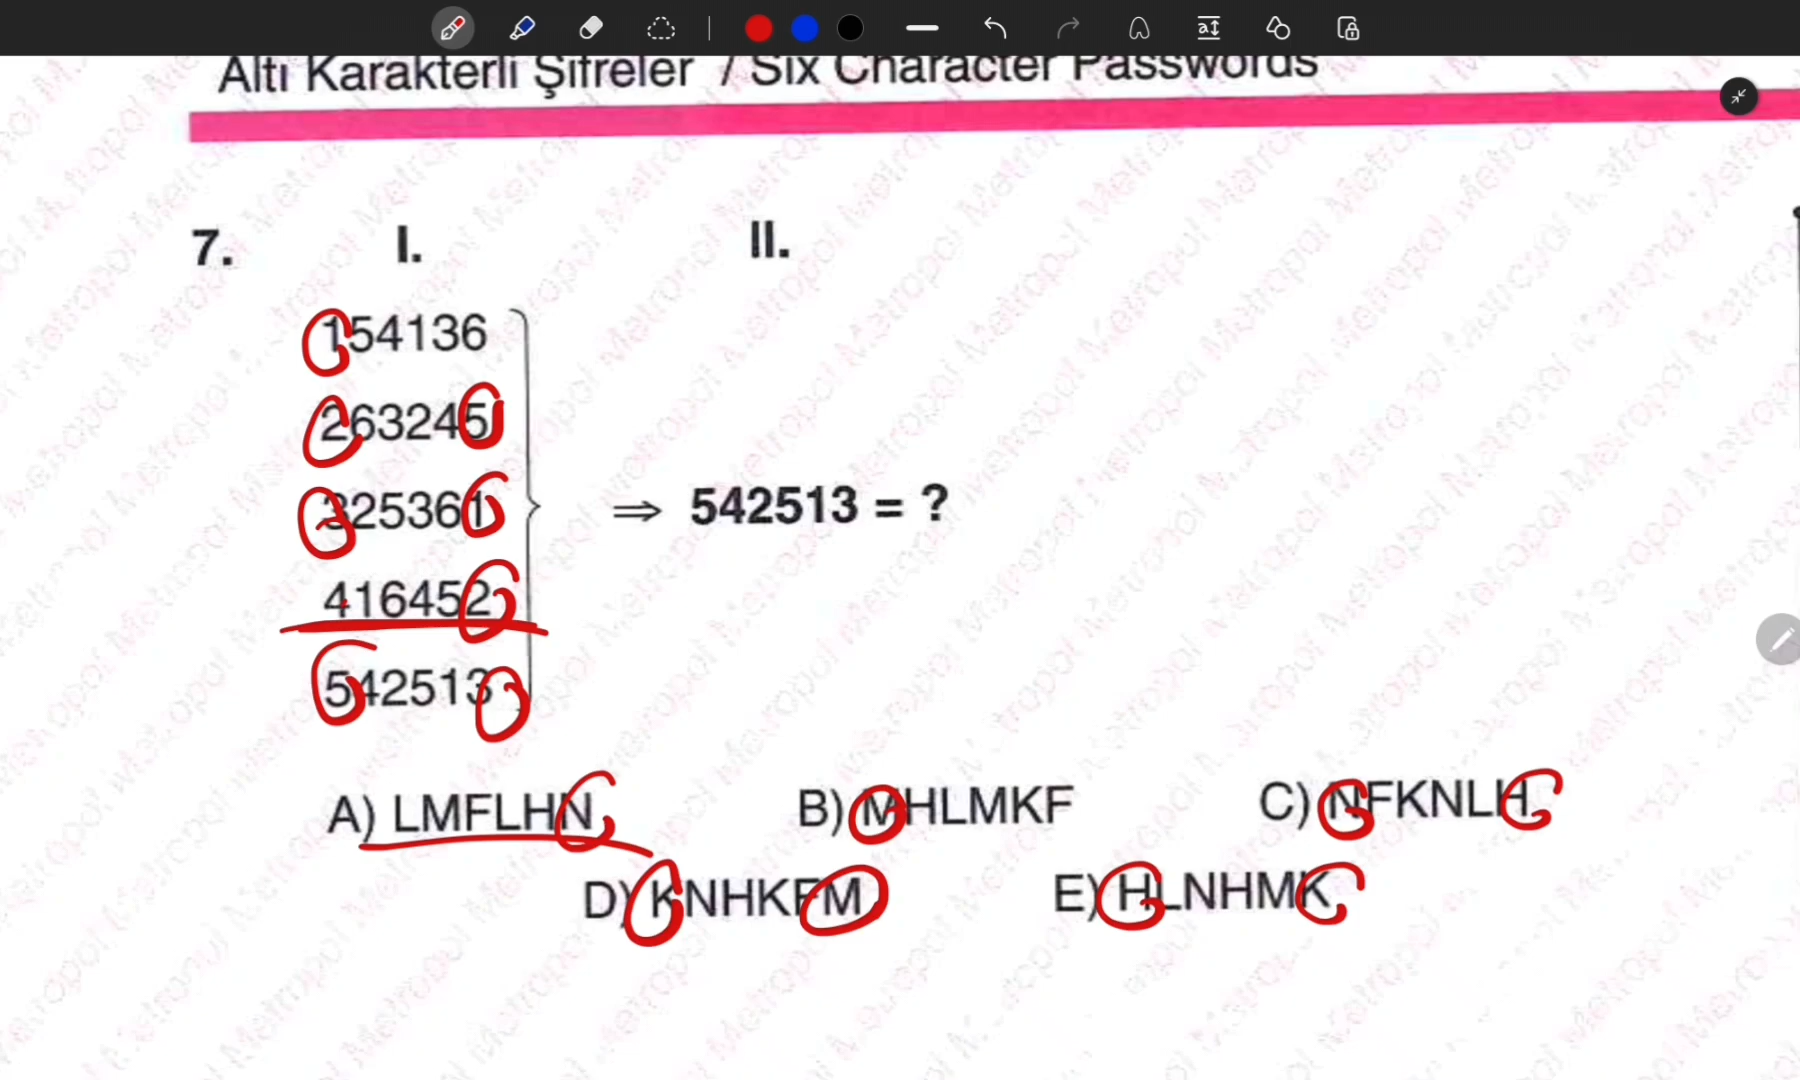 Altı Karakterli Şifreler / Six Character Passwords
7. I. II.
154136
263245
325361
416452
542513
⇒ 542513 = ?
A) LMFLHN B) MHLMKF C) NFKNLH
D) KNHKFM E) HLNHMK